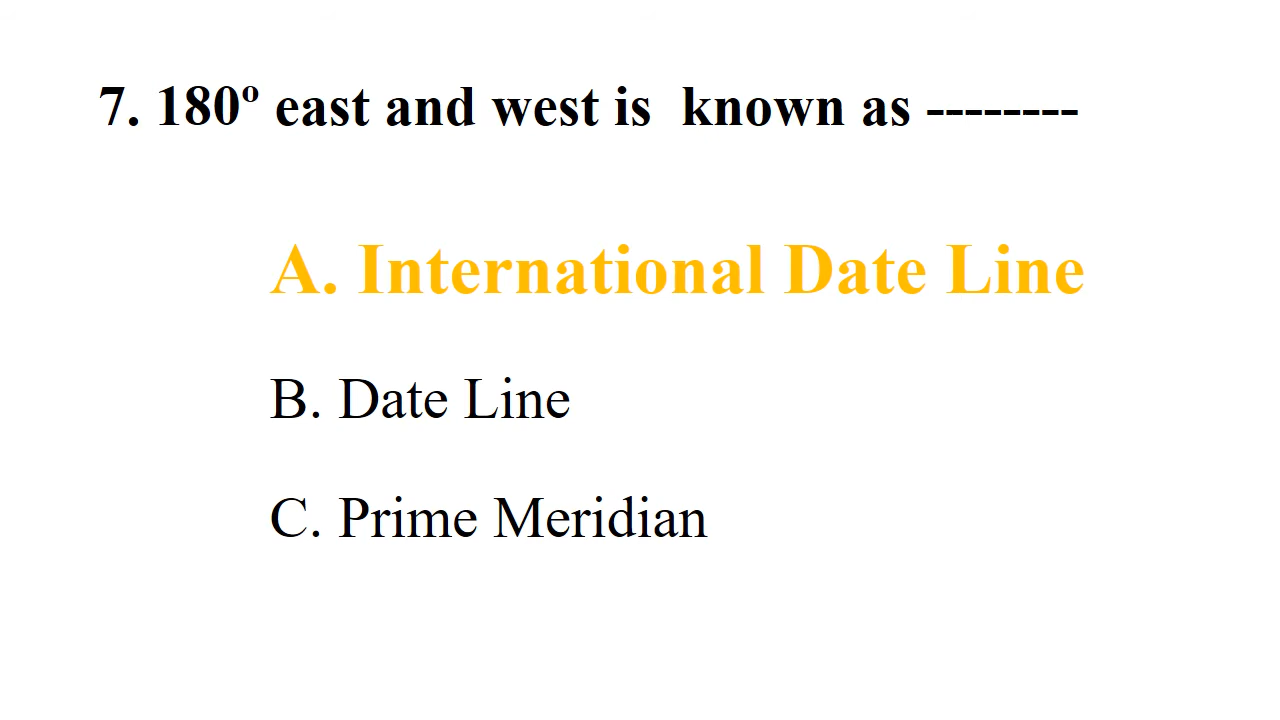 7. 180º east and west is  known as --------
A. International Date Line
B. Date Line
C. Prime Meridian